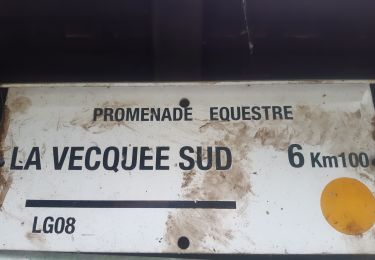 PROMENADE EQUESTRE
LA VECQUEE SUD 6 Km100
LG08